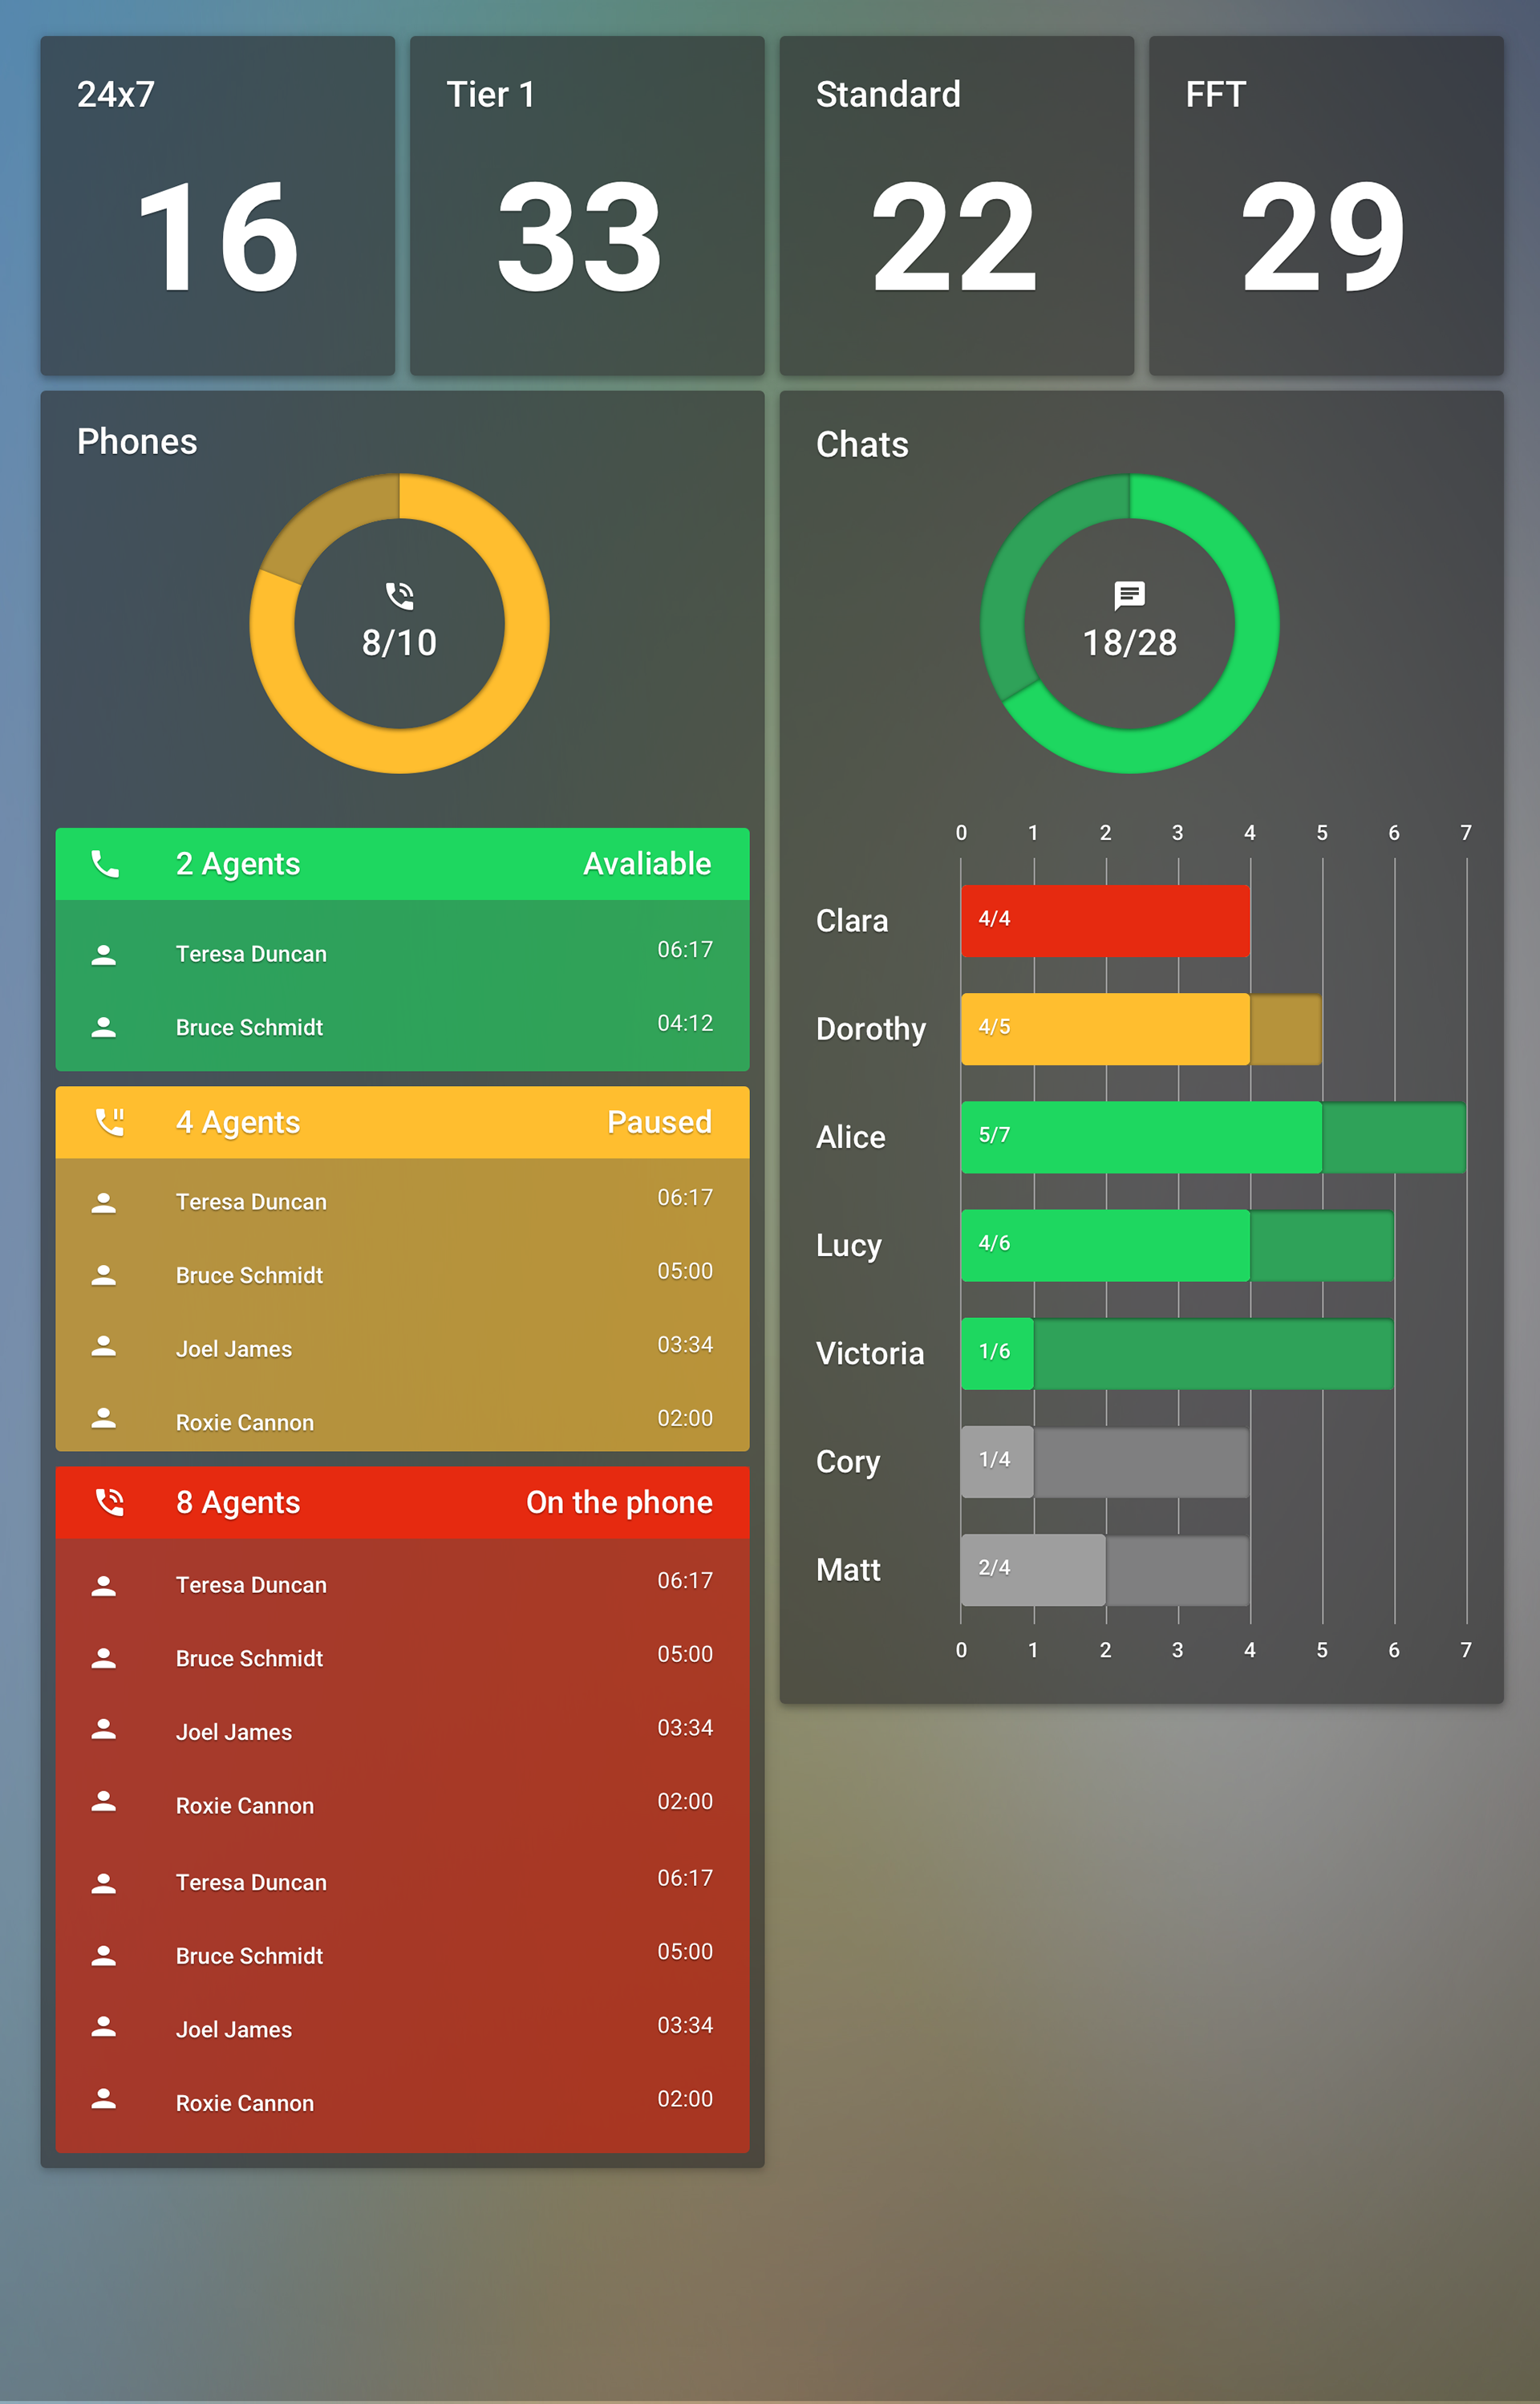 24x7
16
Tier 1
33
Standard
22
FFT
29
Phones
8/10
2 Agents Avaliable
Teresa Duncan 06:17
Bruce Schmidt 04:12
4 Agents Paused
Teresa Duncan 06:17
Bruce Schmidt 05:00
Joel James 03:34
Roxie Cannon 02:00
8 Agents On the phone
Teresa Duncan 06:17
Bruce Schmidt 05:00
Joel James 03:34
Roxie Cannon 02:00
Teresa Duncan 06:17
Bruce Schmidt 05:00
Joel James 03:34
Roxie Cannon 02:00
Chats
18/28
0 1 2 3 4 5 6 7
Clara 4/4
Dorothy 4/5
Alice 5/7
Lucy 4/6
Victoria 1/6
Cory 1/4
Matt 2/4
0 1 2 3 4 5 6 7